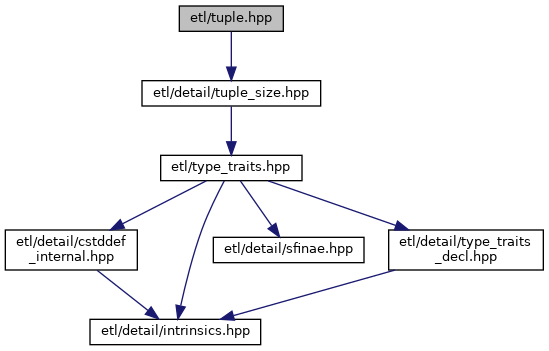 etl/tuple.hpp
etl/detail/tuple_size.hpp
etl/type_traits.hpp
etl/detail/cstddef
_internal.hpp
etl/detail/sfinae.hpp
etl/detail/type_traits
_decl.hpp
etl/detail/intrinsics.hpp